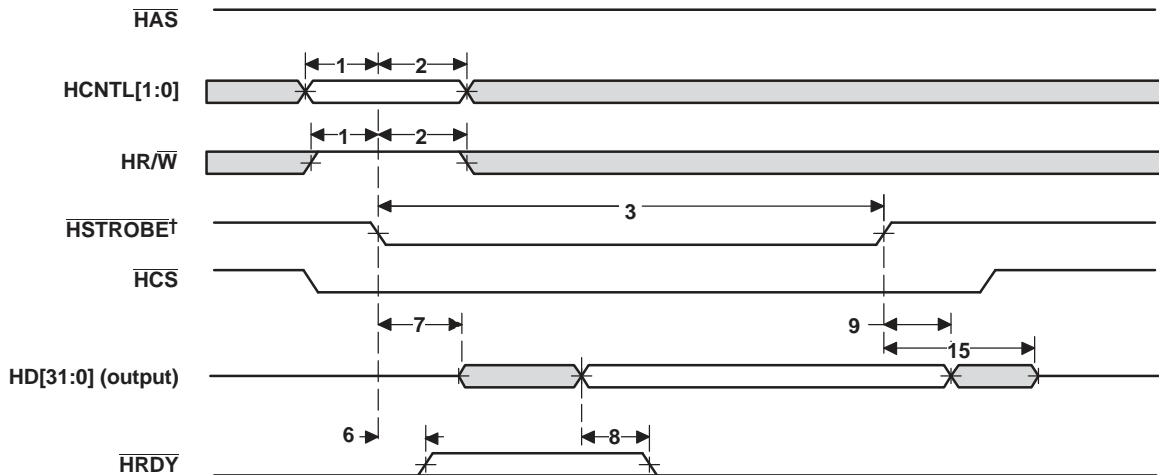 HAS
1 2
HCNTL[1:0]
1 2
HR/W
3
HSTROBE†
HCS
7 9
15
HD[31:0] (output)
6 8
HRDY